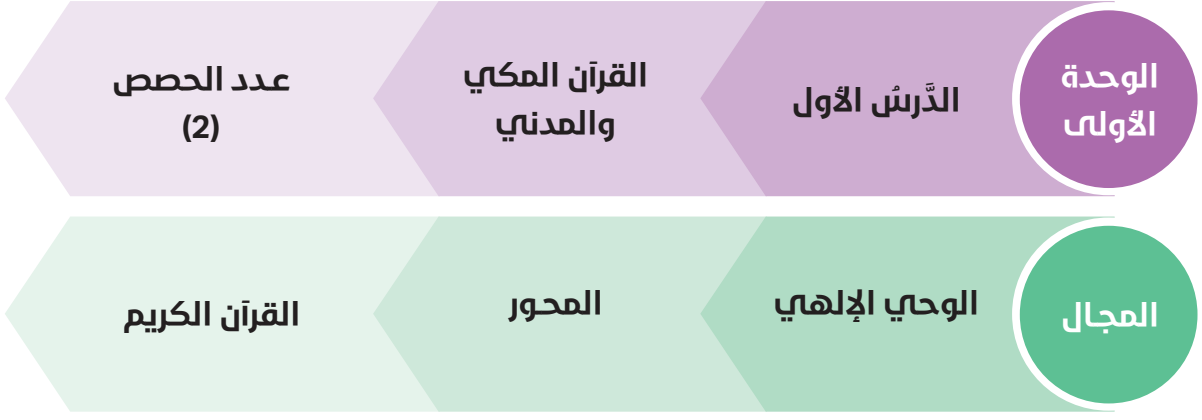 الوحدة
الأولى
الدَّرسُ الأول
القرآن المكي
والمدني
عدد الحصص
(2)
المجال
الوحي الإلهي
المحور
القرآن الكريم